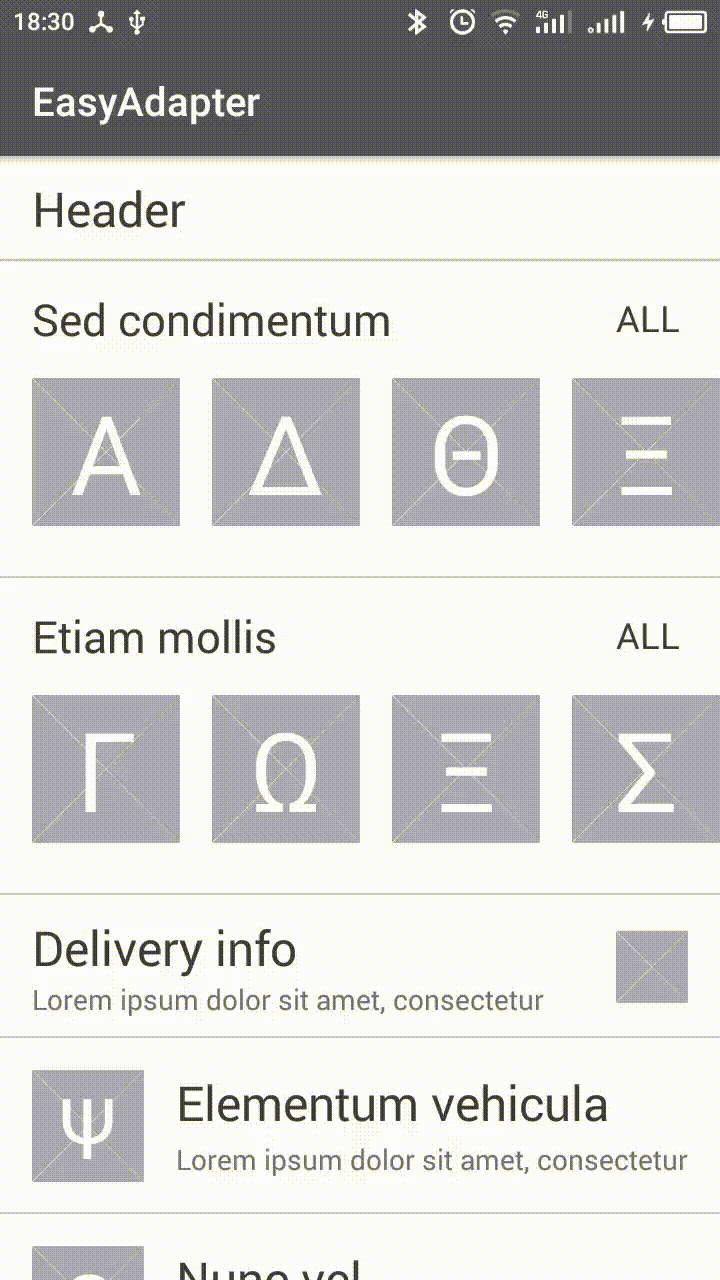 18:30 4G
EasyAdapter
Header
Sed condimentum ALL
Α Δ Θ Ξ
Etiam mollis ALL
Γ Ω Ξ Σ
Delivery info
Lorem ipsum dolor sit amet, consectetur
ψ Elementum vehicula
Lorem ipsum dolor sit amet, consectetur
Nunc vel